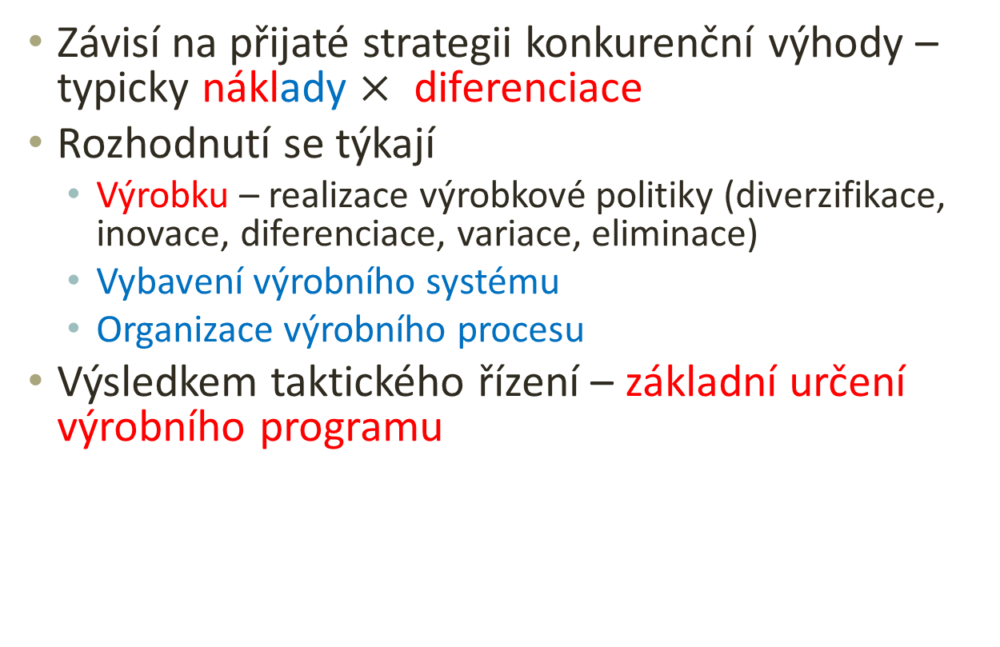 • Závisí na přijaté strategii konkurenční výhody –
typicky náklady × diferenciace
• Rozhodnutí se týkají
• Výrobku – realizace výrobkové politiky (diverzifikace,
inovace, diferenciace, variace, eliminace)
• Vybavení výrobního systému
• Organizace výrobního procesu
• Výsledkem taktického řízení – základní určení
výrobního programu